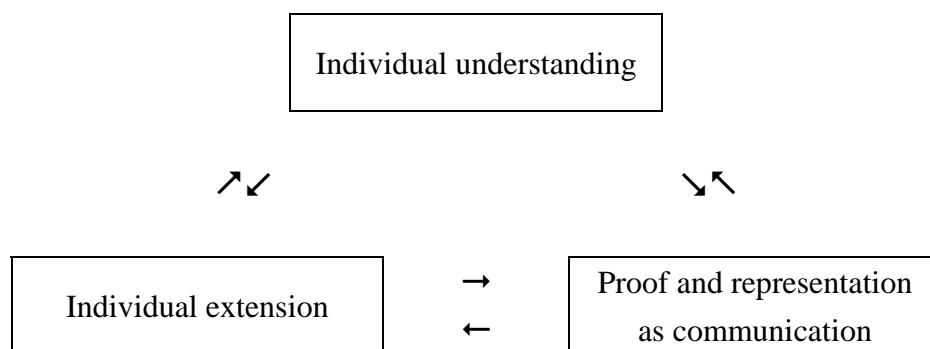 Individual understanding
↗↙ ↘↖
Individual extension
→
←
Proof and representation
as communication